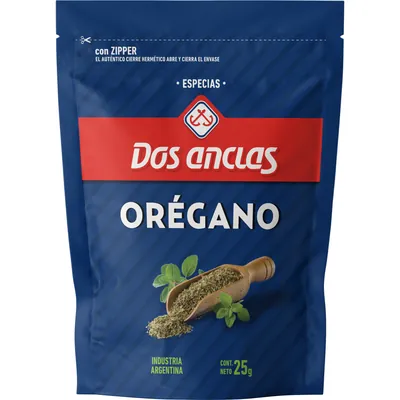 con ZIPPER
EL AUTÉNTICO CIERRE HERMÉTICO ABRE Y CIERRA EL ENVASE
• ESPECIAS •
Dos anclas
ORÉGANO
INDUSTRIA
ARGENTINA
CONT.
NETO 25g